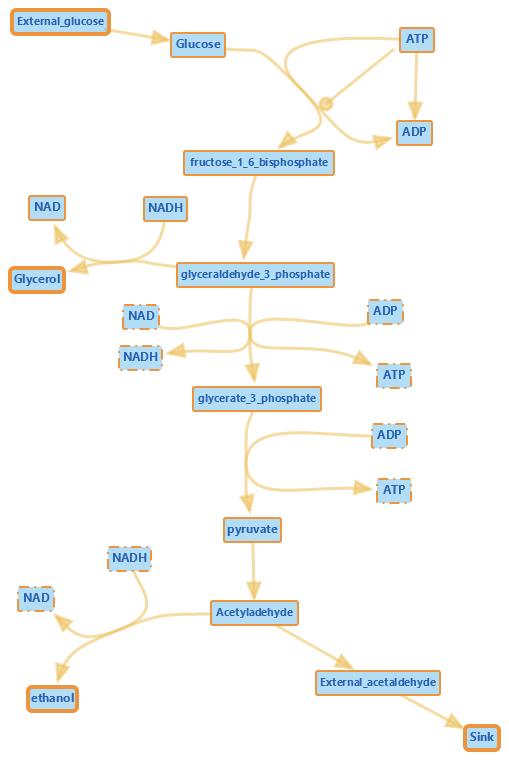 External_glucose
Glucose
ATP
ADP
fructose_1_6_bisphosphate
NAD
NADH
Glycerol
glyceraldehyde_3_phosphate
NAD
ADP
NADH
ATP
glycerate_3_phosphate
ADP
ATP
pyruvate
NADH
NAD
Acetyladehyde
External_acetaldehyde
ethanol
Sink